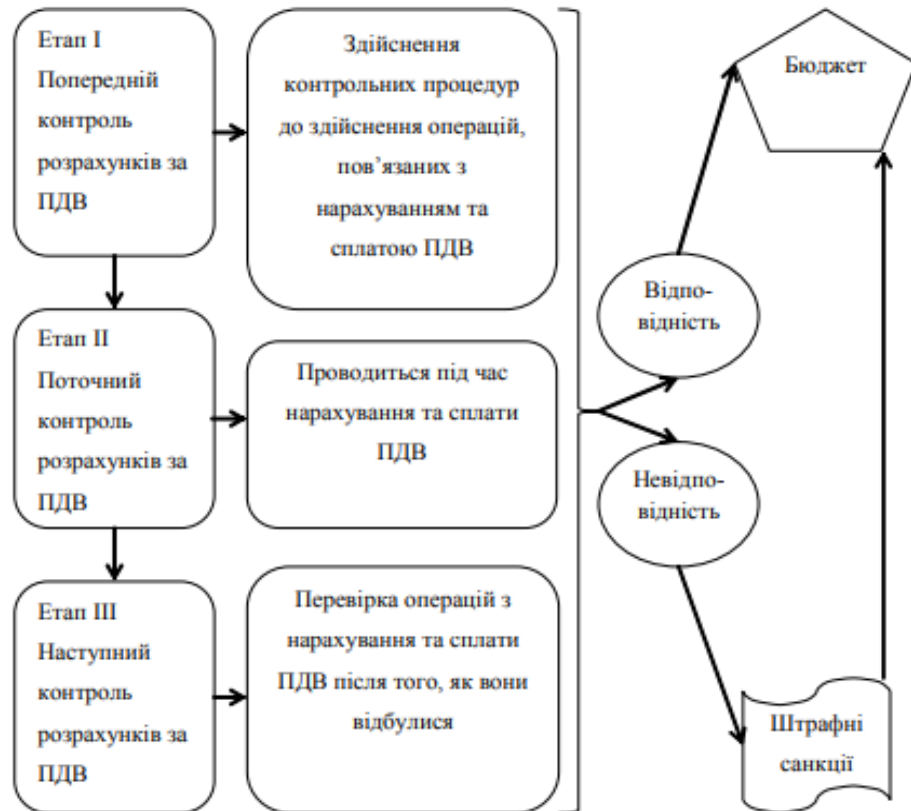 Етап I
Попередній
контроль
розрахунків за
ПДВ
Здійснення
контрольних процедур
до здійснення операцій,
пов’язаних з
нарахуванням та
сплатою ПДВ
Етап II
Поточний
контроль
розрахунків за
ПДВ
Проводиться під час
нарахування та сплати
ПДВ
Етап III
Наступний
контроль
розрахунків за
ПДВ
Перевірка операцій з
нарахування та сплати
ПДВ після того, як вони
відбулися
Відпо-
відність
Невідпо-
відність
Бюджет
Штрафні
санкції